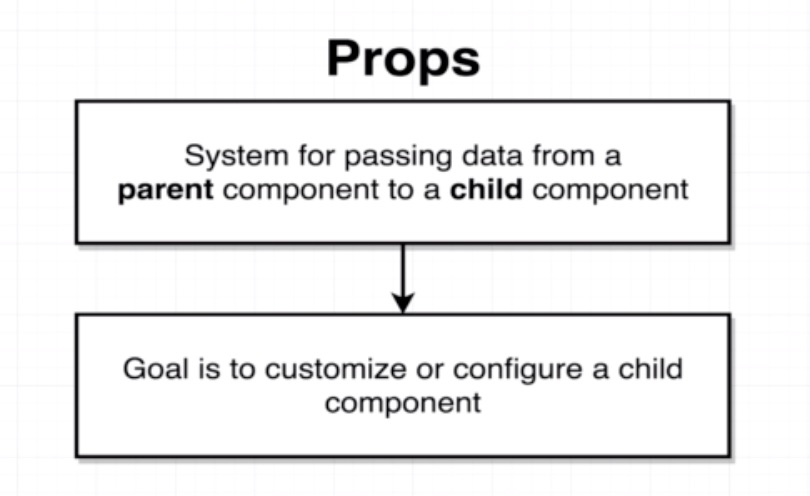 Props
System for passing data from a
parent component to a child component
Goal is to customize or configure a child
component